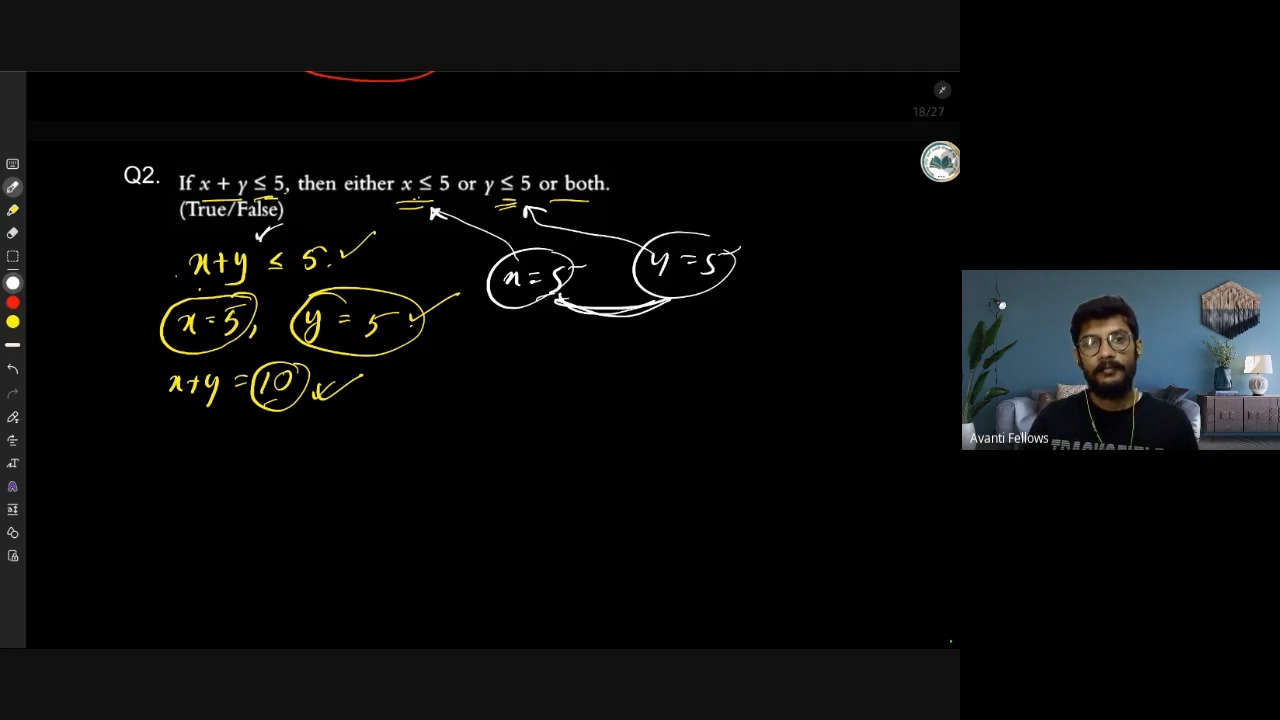 18/27
Q2. If x + y ≤ 5, then either x ≤ 5 or y ≤ 5 or both.
(True/False)
x+y ≤ 5.
x = 5, y = 5
x+y = 10
x = 5
y = 5
Avanti Fellows